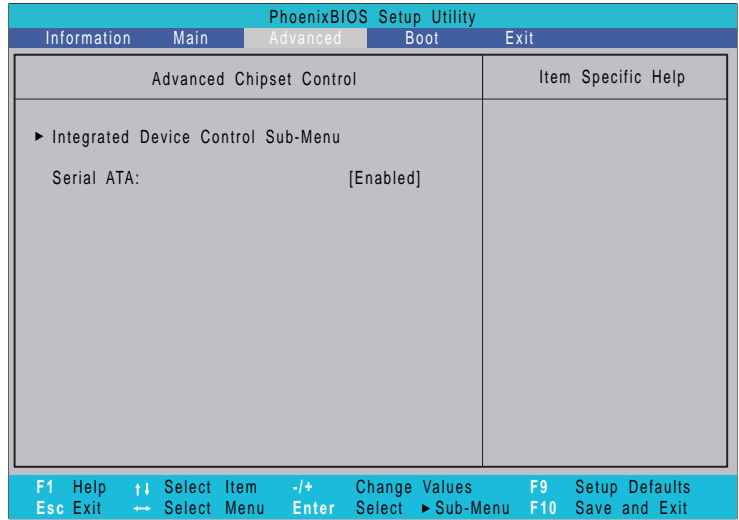 PhoenixBIOS Setup Utility
Information Main Advanced Boot Exit
Advanced Chipset Control
Item Specific Help
► Integrated Device Control Sub-Menu
Serial ATA: [Enabled]
F1 Help ↑↓ Select Item -/+ Change Values F9 Setup Defaults
Esc Exit ↔ Select Menu Enter Select ►Sub-Menu F10 Save and Exit